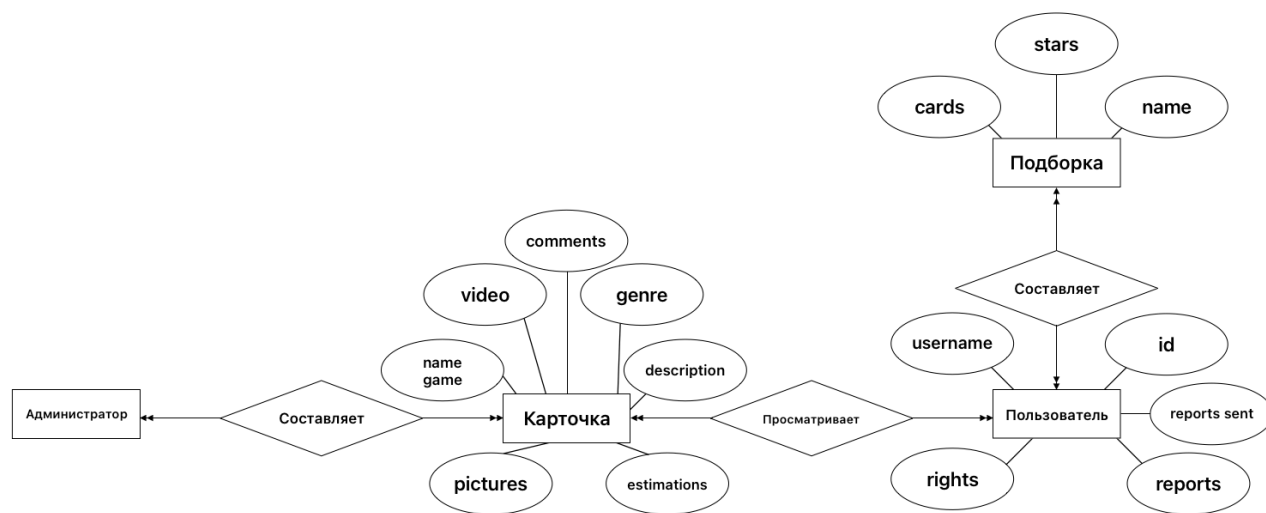 stars
cards
name
Подборка
comments
video
genre
Составляет
name
game
description
username
id
Администратор
Составляет
Карточка
Просматривает
Пользователь
reports sent
pictures
estimations
rights
reports